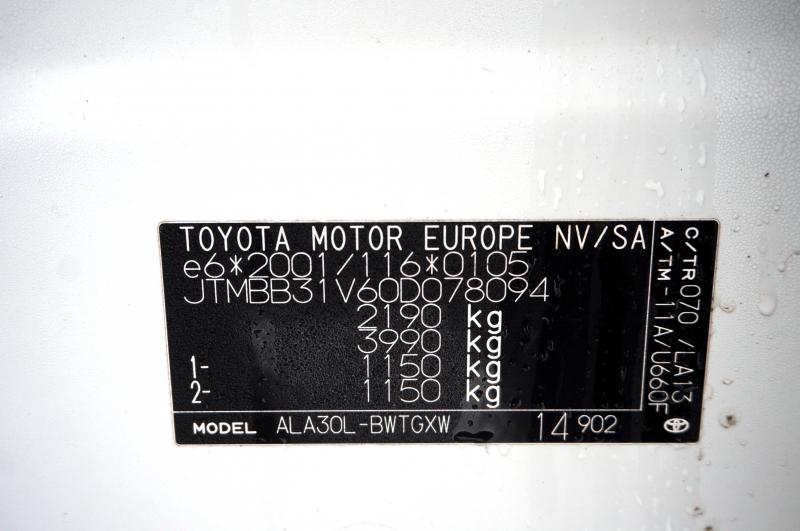 TOYOTA MOTOR EUROPE NV/SA
e6*2001/116*0105
JTMBB31V60D078094
2190 kg
3990 kg
1- 1150 kg
2- 1150 kg
MODEL ALA30L-BWTGXW 14 902
C/TR 070 /LA13
A/TM -11A/U660F